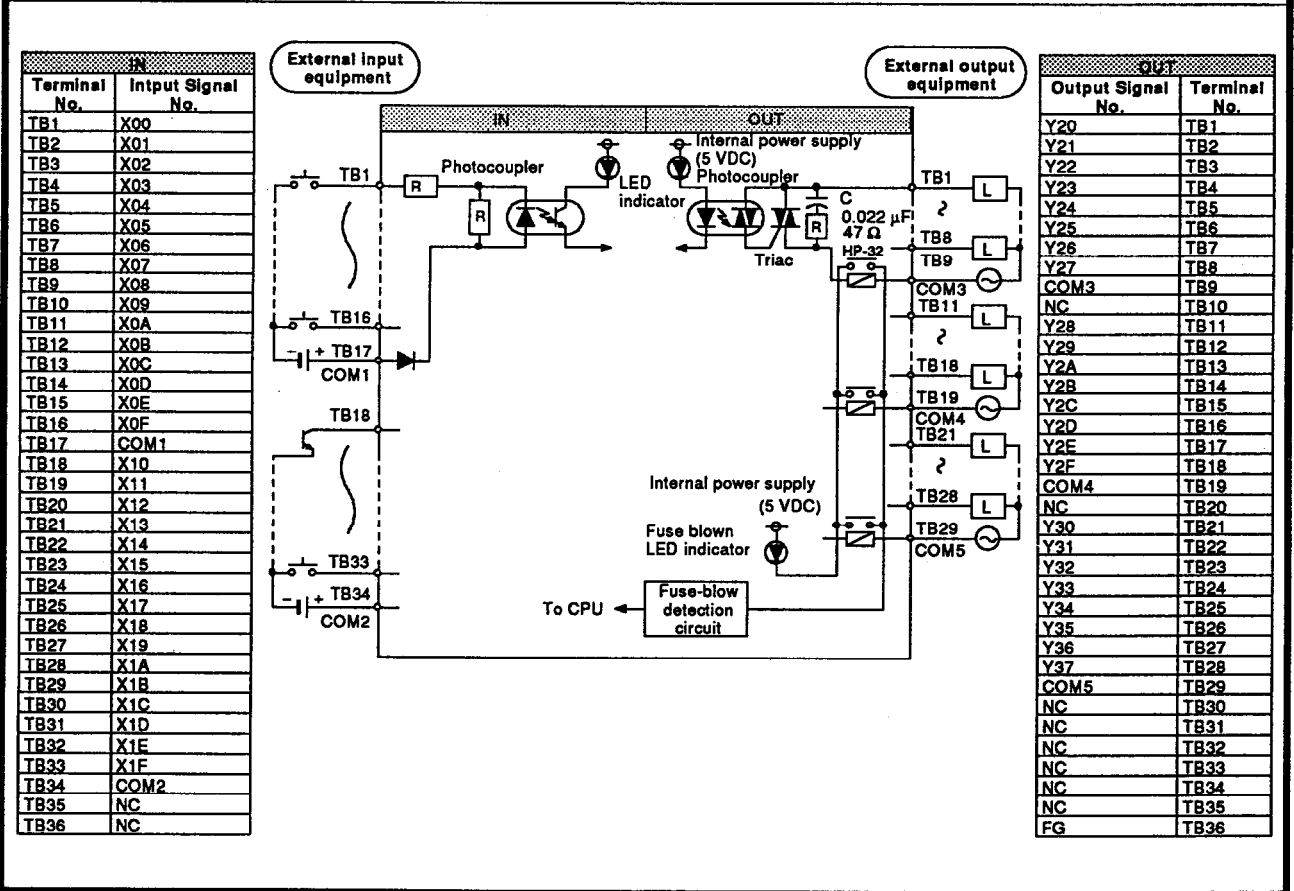 IN
Terminal No. Intput Signal No.
TB1 X00
TB2 X01
TB3 X02
TB4 X03
TB5 X04
TB6 X05
TB7 X06
TB8 X07
TB9 X08
TB10 X09
TB11 X0A
TB12 X0B
TB13 X0C
TB14 X0D
TB15 X0E
TB16 X0F
TB17 COM1
TB18 X10
TB19 X11
TB20 X12
TB21 X13
TB22 X14
TB23 X15
TB24 X16
TB25 X17
TB26 X18
TB27 X19
TB28 X1A
TB29 X1B
TB30 X1C
TB31 X1D
TB32 X1E
TB33 X1F
TB34 COM2
TB35 NC
TB36 NC
External input
equipment
IN
OUT
TB1
R
Photocoupler
R
LED
indicator
TB16
- + TB17
COM1
TB18
TB33
- + TB34
COM2
Internal power supply
(5 VDC)
Photocoupler
Triac
C
R
0.022 µF
47 Ω
HP-32
External output
equipment
TB1
L
TB8
L
TB9
COM3
TB11
L
TB18
L
TB19
COM4
TB21
L
TB28
L
TB29
COM5
Internal power supply
(5 VDC)
Fuse blown
LED indicator
To CPU
Fuse-blow
detection
circuit
OUT
Output Signal No. Terminal No.
Y20 TB1
Y21 TB2
Y22 TB3
Y23 TB4
Y24 TB5
Y25 TB6
Y26 TB7
Y27 TB8
COM3 TB9
NC TB10
Y28 TB11
Y29 TB12
Y2A TB13
Y2B TB14
Y2C TB15
Y2D TB16
Y2E TB17
Y2F TB18
COM4 TB19
NC TB20
Y30 TB21
Y31 TB22
Y32 TB23
Y33 TB24
Y34 TB25
Y35 TB26
Y36 TB27
Y37 TB28
COM5 TB29
NC TB30
NC TB31
NC TB32
NC TB33
NC TB34
NC TB35
FG TB36